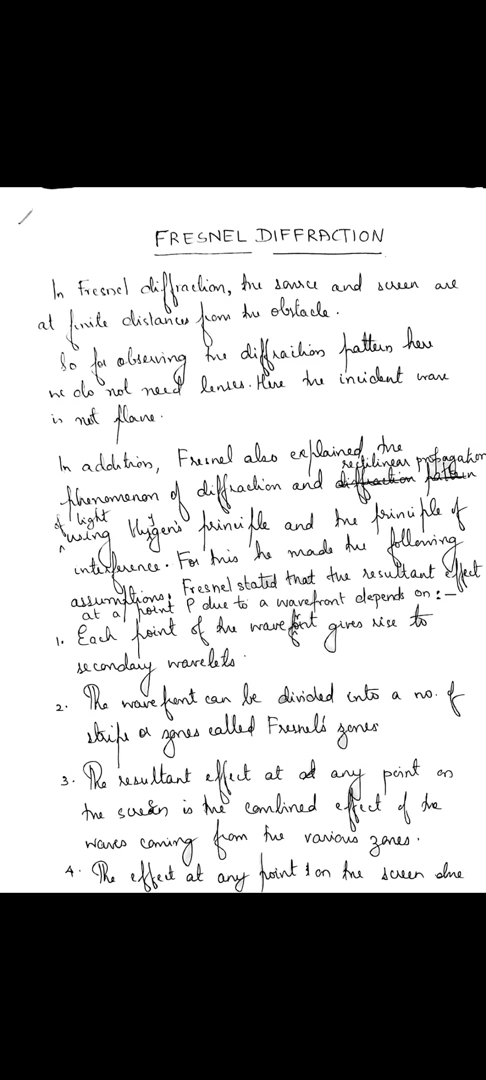 FRESNEL DIFFRACTION
In Fresnel diffraction, the source and screen are
at finite distances from the obstacle.
So for observing the diffraction pattern here
we do not need lenses. Here the incident wave
is not plane.
In addition, Fresnel also explained the
phenomenon of diffraction and diffraction pattern rectilinear propagation
of light using Hygen's principle and the principle of
interference. For this he made the following
assumptions: Fresnel stated that the resultant effect
at a point P due to a wavefront depends on :-
1. Each point of the wavefront gives rise to
secondary wavelets.
2. The wavefront can be divided into a no. of
strips or zones called Fresnel's zones
3. The resultant effect at any point on
the screen is the combined effect of the
waves coming from the various zones.
4. The effect at any point on the screen due